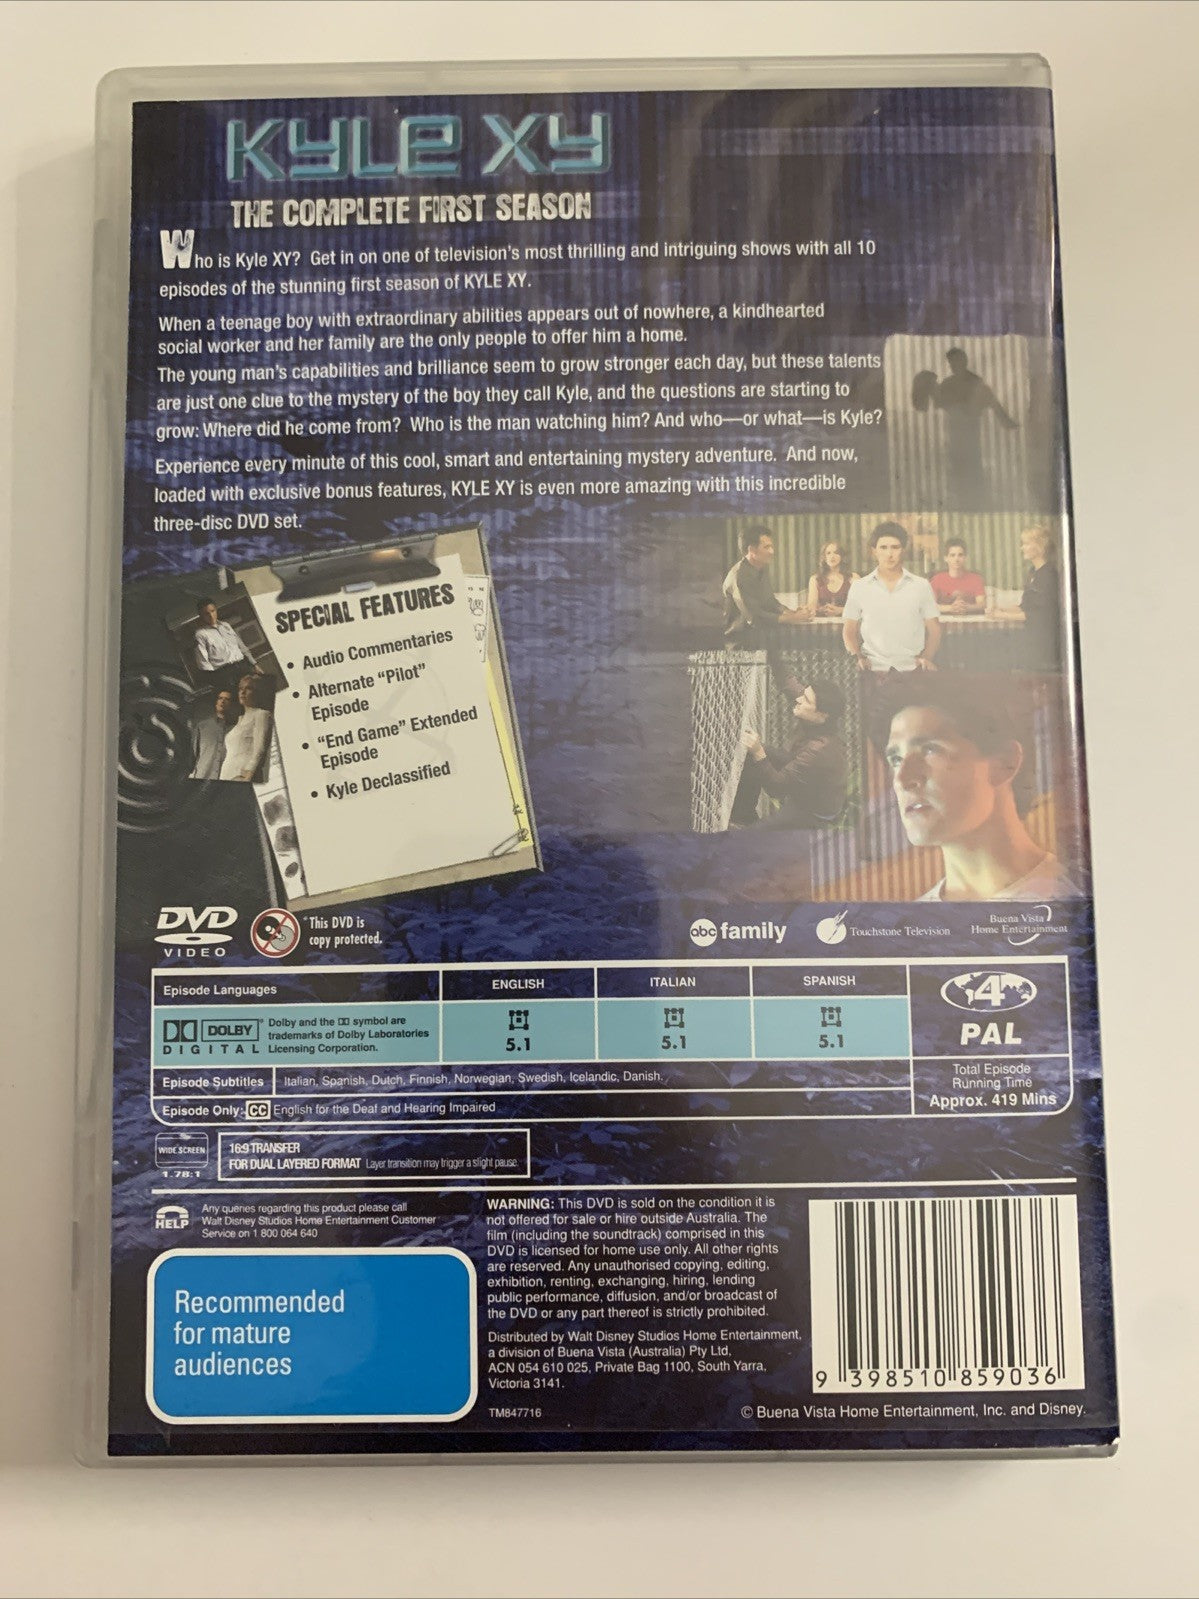 KYLE XY
THE COMPLETE FIRST SEASON
Who is Kyle XY? Get in on one of television's most thrilling and intriguing shows with all 10
episodes of the stunning first season of KYLE XY.
When a teenage boy with extraordinary abilities appears out of nowhere, a kindhearted
social worker and her family are the only people to offer him a home.
The young man's capabilities and brilliance seem to grow stronger each day, but these talents
are just one clue to the mystery of the boy they call Kyle, and the questions are starting to
grow: Where did he come from? Who is the man watching him? And who—or what—is Kyle?
Experience every minute of this cool, smart and entertaining mystery adventure. And now,
loaded with exclusive bonus features, KYLE XY is even more amazing with this incredible
three-disc DVD set.
SPECIAL FEATURES
• Audio Commentaries
• Alternate "Pilot"
Episode
• "End Game" Extended
Episode
• Kyle Declassified
DVD
VIDEO
*This DVD is
copy protected.
abc family
Touchstone Television
Buena Vista
Home Entertainment
Episode Languages
ENGLISH
ITALIAN
SPANISH
4
PAL
DOLBY
DIGITAL
Dolby and the DD symbol are
trademarks of Dolby Laboratories
Licensing Corporation.
5.1
5.1
5.1
Total Episode
Running Time
Approx. 419 Mins
Episode Subtitles
Italian, Spanish, Dutch, Finnish, Norwegian, Swedish, Icelandic, Danish.
Episode Only: CC English for the Deaf and Hearing Impaired
WIDE SCREEN
1.78:1
16:9 TRANSFER
FOR DUAL LAYERED FORMAT Layer transition may trigger a slight pause.
HELP
Any queries regarding this product please call
Walt Disney Studios Home Entertainment Customer
Service on 1 800 064 640
Recommended
for mature
audiences
WARNING: This DVD is sold on the condition it is
not offered for sale or hire outside Australia. The
film (including the soundtrack) comprised in this
DVD is licensed for home use only. All other rights
are reserved. Any unauthorised copying, editing,
exhibition, renting, exchanging, hiring, lending
public performance, diffusion, and/or broadcast of
the DVD or any part thereof is strictly prohibited.
Distributed by Walt Disney Studios Home Entertainment,
a division of Buena Vista (Australia) Pty Ltd,
ACN 054 610 025, Private Bag 1100, South Yarra,
Victoria 3141.
TM847716
9 398510 859036
© Buena Vista Home Entertainment, Inc. and Disney.